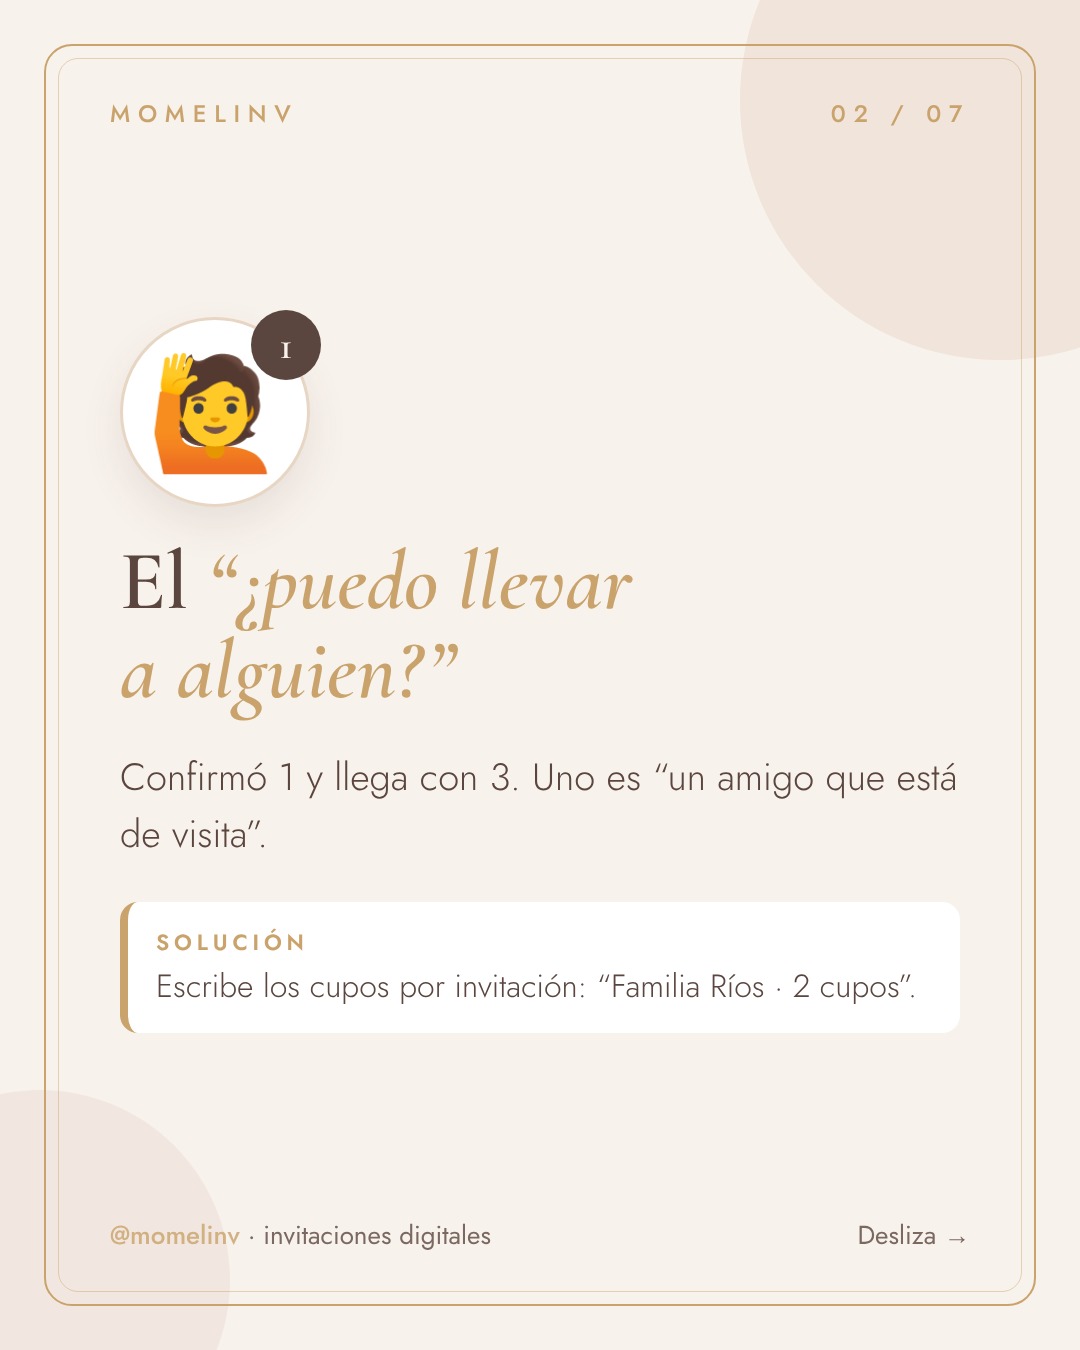 MOMELINV
02 / 07
1
El “¿puedo llevar
a alguien?”
Confirmó 1 y llega con 3. Uno es “un amigo que está
de visita”.
SOLUCIÓN
Escribe los cupos por invitación: “Familia Ríos · 2 cupos”.
@momelinv · invitaciones digitales
Desliza →